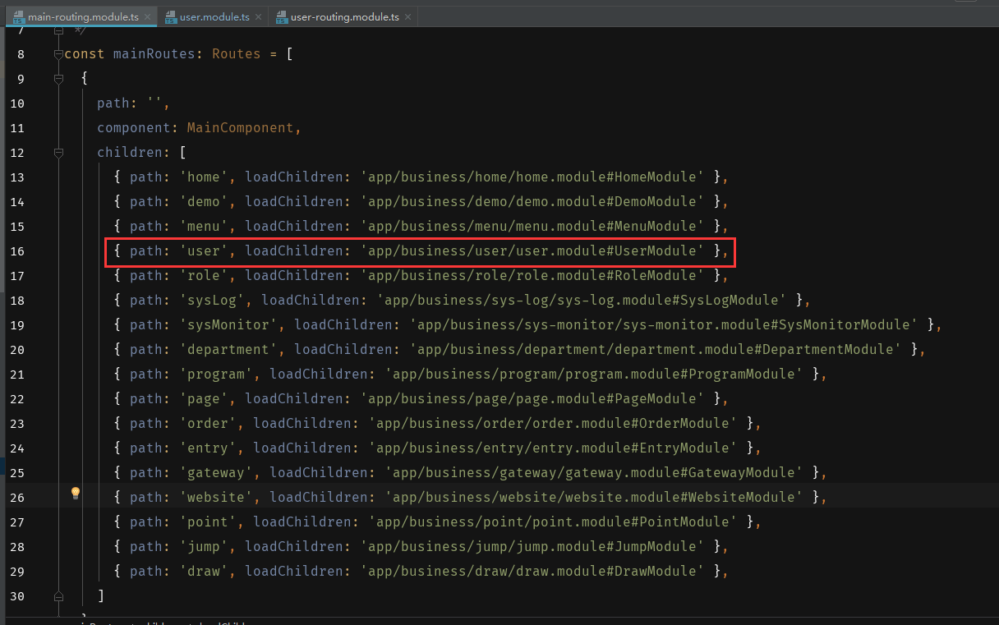 main-routing.module.ts × user.module.ts × user-routing.module.ts ×
7 */
8 const mainRoutes: Routes = [
9 {
10 path: '',
11 component: MainComponent,
12 children: [
13 { path: 'home', loadChildren: 'app/business/home/home.module#HomeModule' },
14 { path: 'demo', loadChildren: 'app/business/demo/demo.module#DemoModule' },
15 { path: 'menu', loadChildren: 'app/business/menu/menu.module#MenuModule' },
16 { path: 'user', loadChildren: 'app/business/user/user.module#UserModule' },
17 { path: 'role', loadChildren: 'app/business/role/role.module#RoleModule' },
18 { path: 'sysLog', loadChildren: 'app/business/sys-log/sys-log.module#SysLogModule' },
19 { path: 'sysMonitor', loadChildren: 'app/business/sys-monitor/sys-monitor.module#SysMonitorModule' },
20 { path: 'department', loadChildren: 'app/business/department/department.module#DepartmentModule' },
21 { path: 'program', loadChildren: 'app/business/program/program.module#ProgramModule' },
22 { path: 'page', loadChildren: 'app/business/page/page.module#PageModule' },
23 { path: 'order', loadChildren: 'app/business/order/order.module#OrderModule' },
24 { path: 'entry', loadChildren: 'app/business/entry/entry.module#EntryModule' },
25 { path: 'gateway', loadChildren: 'app/business/gateway/gateway.module#GatewayModule' },
26 { path: 'website', loadChildren: 'app/business/website/website.module#WebsiteModule' },
27 { path: 'point', loadChildren: 'app/business/point/point.module#PointModule' },
28 { path: 'jump', loadChildren: 'app/business/jump/jump.module#JumpModule' },
29 { path: 'draw', loadChildren: 'app/business/draw/draw.module#DrawModule' },
30 ]